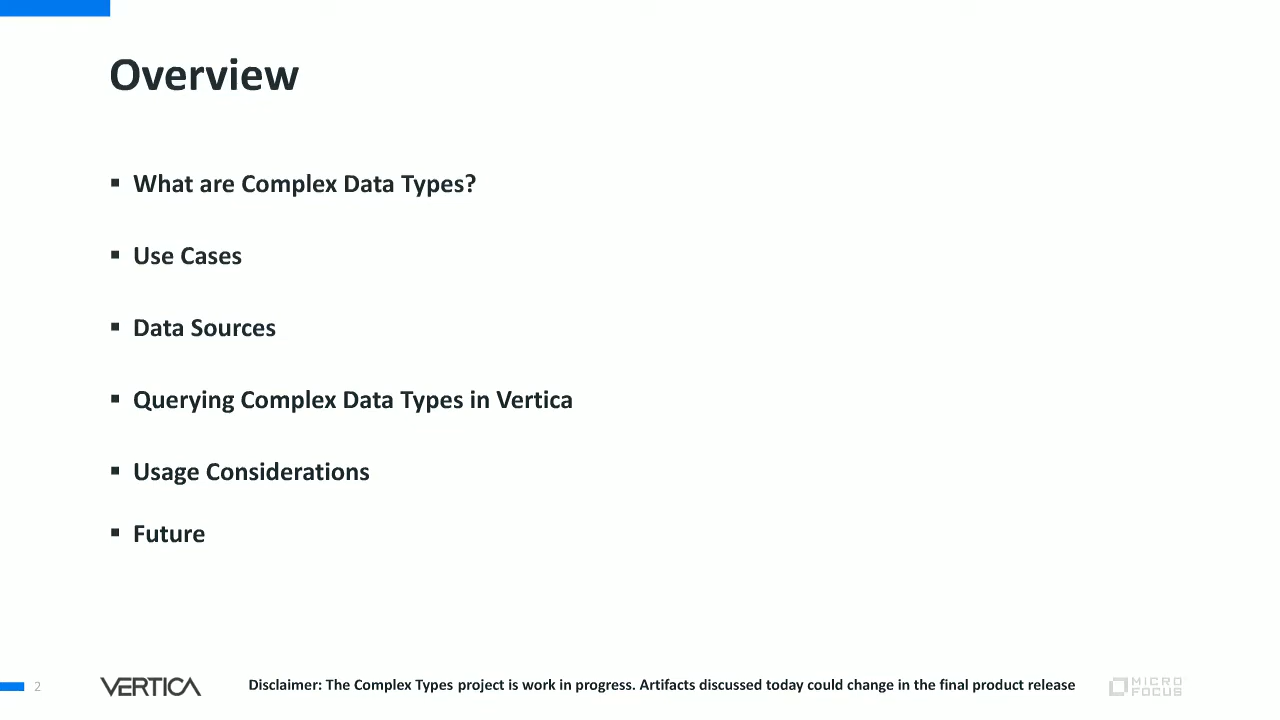 Overview
▪ What are Complex Data Types?
▪ Use Cases
▪ Data Sources
▪ Querying Complex Data Types in Vertica
▪ Usage Considerations
▪ Future
2
VERTICA
Disclaimer: The Complex Types project is work in progress. Artifacts discussed today could change in the final product release
MICRO
FOCUS